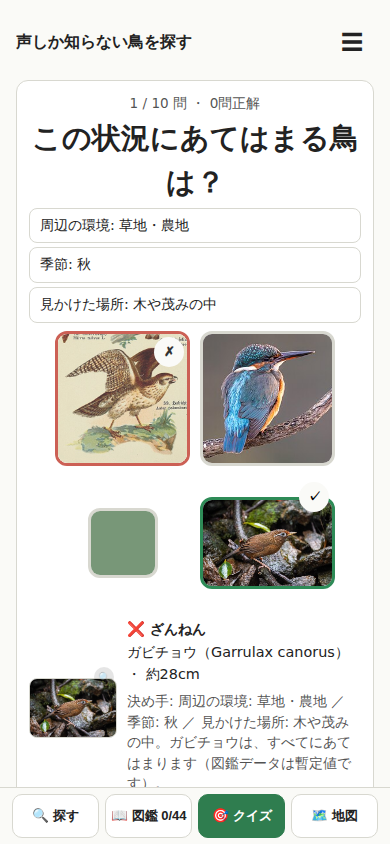 声しか知らない鳥を探す
☰
1 / 10 問 ・ 0問正解
この状況にあてはまる鳥
は？
周辺の環境: 草地・農地
季節: 秋
見かけた場所: 木や茂みの中
✗
✓
❌ ざんねん
ガビチョウ（Garrulax canorus）
・ 約28cm
決め手: 周辺の環境: 草地・農地 ／
季節: 秋 ／ 見かけた場所: 木や茂み
の中。ガビチョウは、すべてにあて
はまります（図鑑データは暫定値で
す）。
🔍 探す
📖 図鑑 0/44
🎯 クイズ
🗺️ 地図